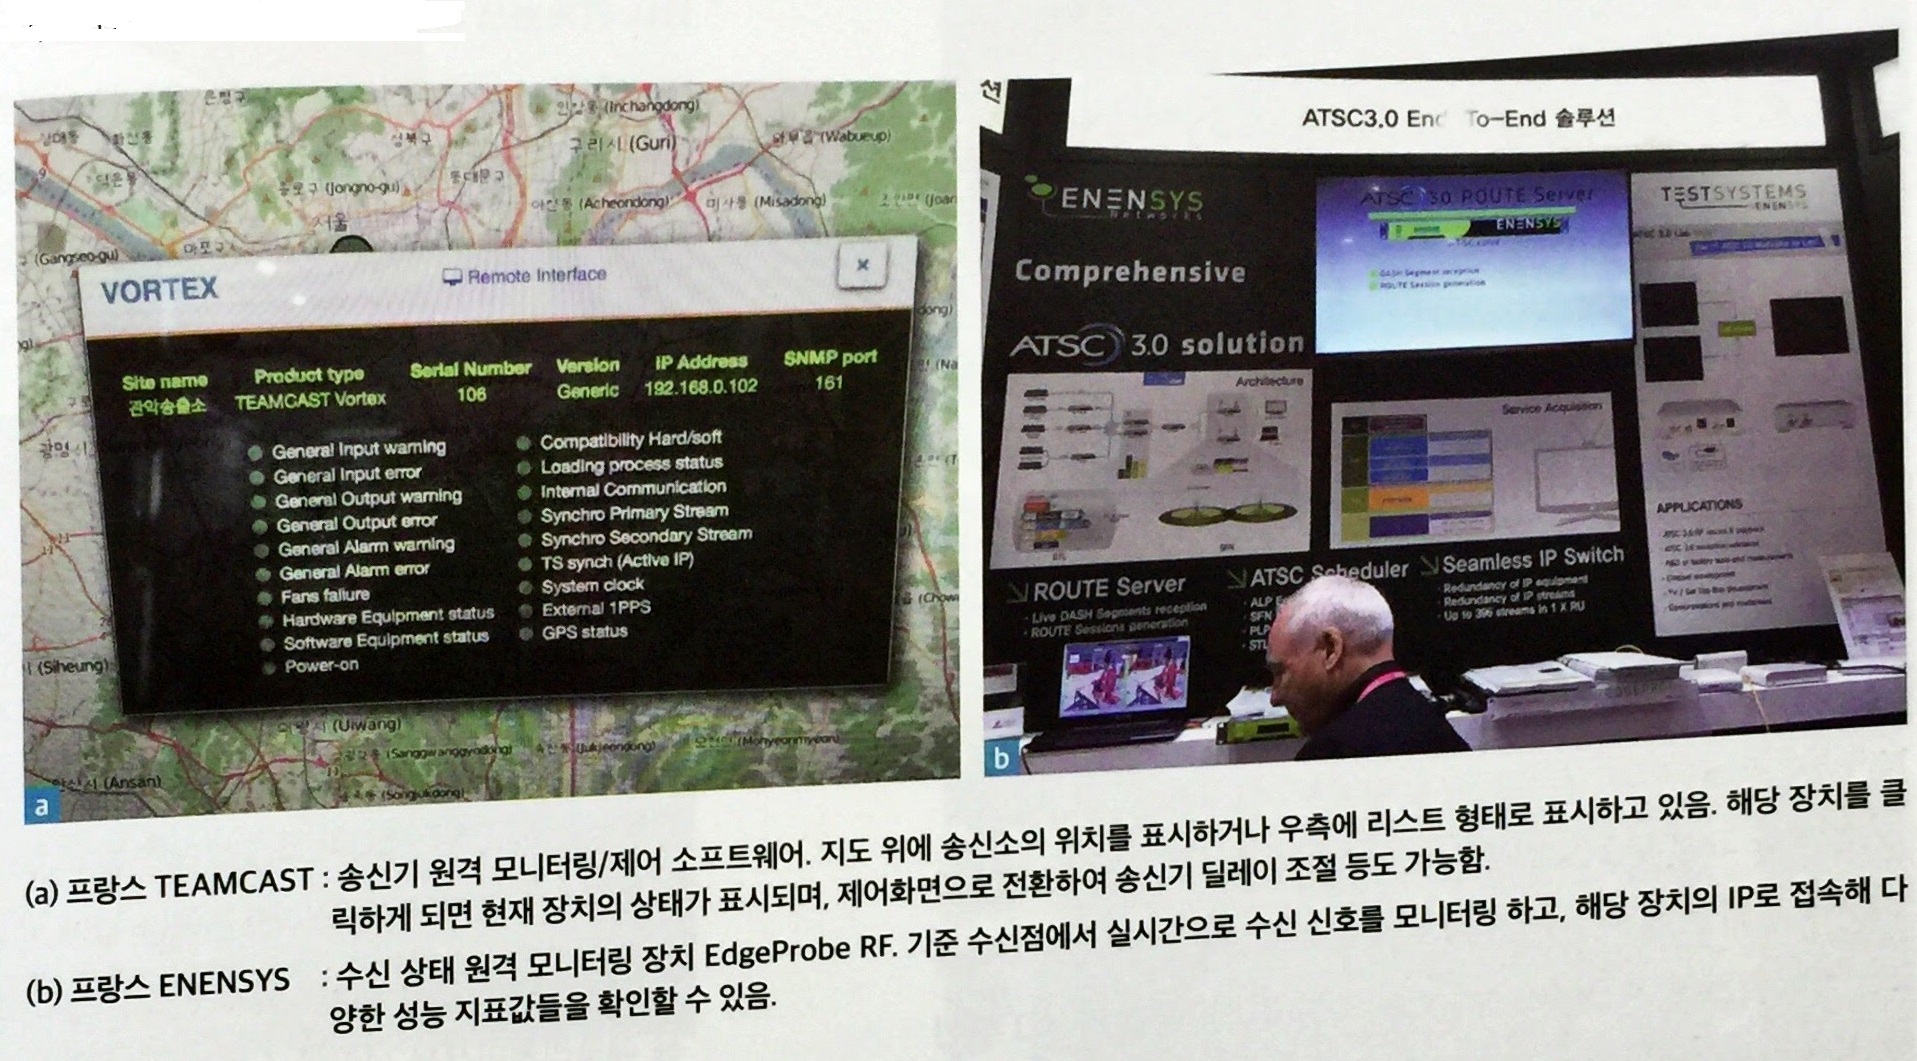 은평구
성북구
인창동 (Inchangdong)
구리시 (Guri)
와부읍 (Wabueup)
종로구 (Jongno-gu)
동대문구
아천동 (Acheondong)
미사동 (Misadong)
서울
마포구
(Gangseo-gu)
VORTEX
Remote Interface
×
Site name Product type Serial Number Version IP Address SNMP port
관악송출소 TEAMCAST Vortex 106 Generic 192.168.0.102 161
General Input warning
General Input error
General Output warning
General Output error
General Alarm warning
General Alarm error
Fans failure
Hardware Equipment status
Software Equipment status
Power-on
Compatibility Hard/soft
Loading process status
Internal Communication
Synchro Primary Stream
Synchro Secondary Stream
TS synch (Active IP)
System clock
External 1PPS
GPS status
(Siheung)
(Uiwang)
(Sanggwanggyodong)
(Jukjeondong)
(Mohyeonmyeon)
(Ansan)
(Songjukdong)
a
션
ATSC3.0 End To-End 솔루션
ENENSYS
Networks
Comprehensive
ATSC 3.0 solution
ATSC 3.0 ROUTE Server
ENENSYS
DASH Segment reception
ROUTE Session generation
TESTSYSTEMS
ENENSYS
Architecture
Service Acquisition
APPLICATIONS
ROUTE Server
- Live DASH Segments reception
- ROUTE Sessions generation
ATSC Scheduler
- ALP
- SFN
- PLP
- STL
Seamless IP Switch
- Redundancy of IP equipment
- Redundancy of IP streams
- Up to 396 streams in 1 x RU
b
(a) 프랑스 TEAMCAST : 송신기 원격 모니터링/제어 소프트웨어. 지도 위에 송신소의 위치를 표시하거나 우측에 리스트 형태로 표시하고 있음. 해당 장치를 클
릭하게 되면 현재 장치의 상태가 표시되며, 제어화면으로 전환하여 송신기 딜레이 조절 등도 가능함.
(b) 프랑스 ENENSYS : 수신 상태 원격 모니터링 장치 EdgeProbe RF. 기준 수신점에서 실시간으로 수신 신호를 모니터링 하고, 해당 장치의 IP로 접속해 다
양한 성능 지표값들을 확인할 수 있음.